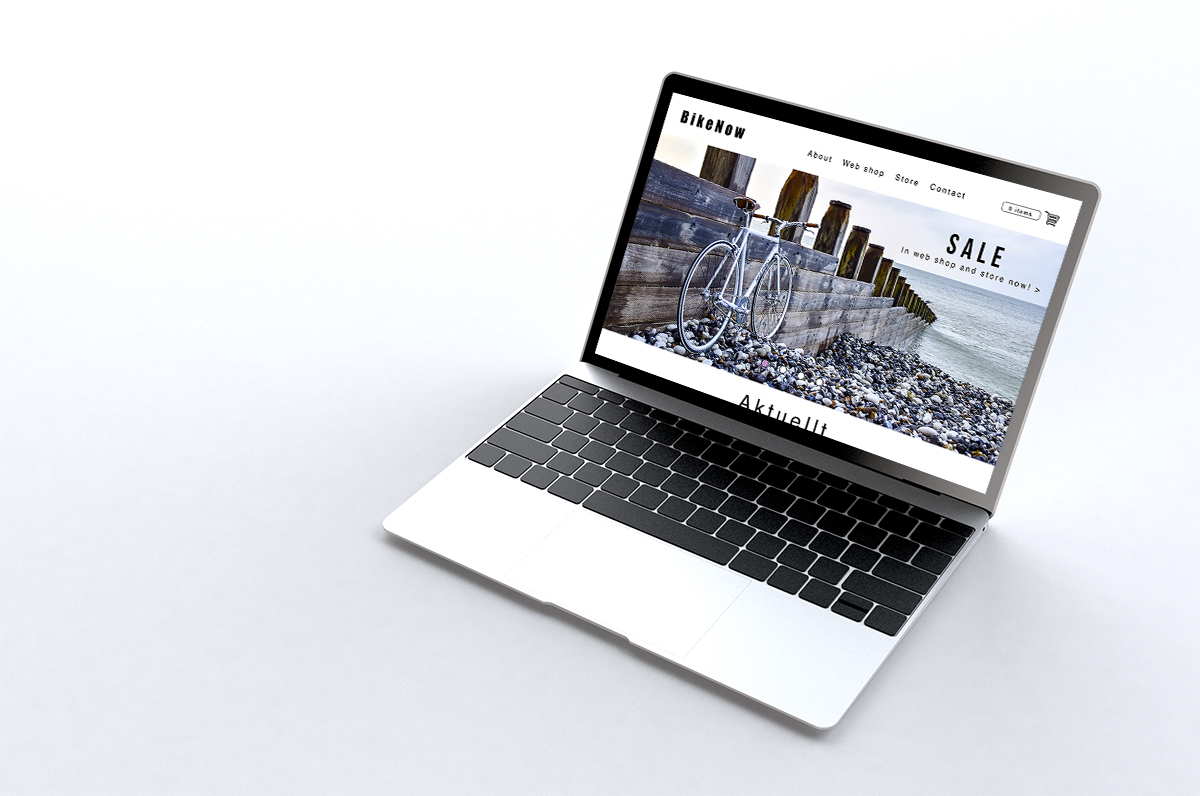 BikeNow
About Web shop Store Contact
0 items
SALE
In web shop and store now! >
Aktuellt